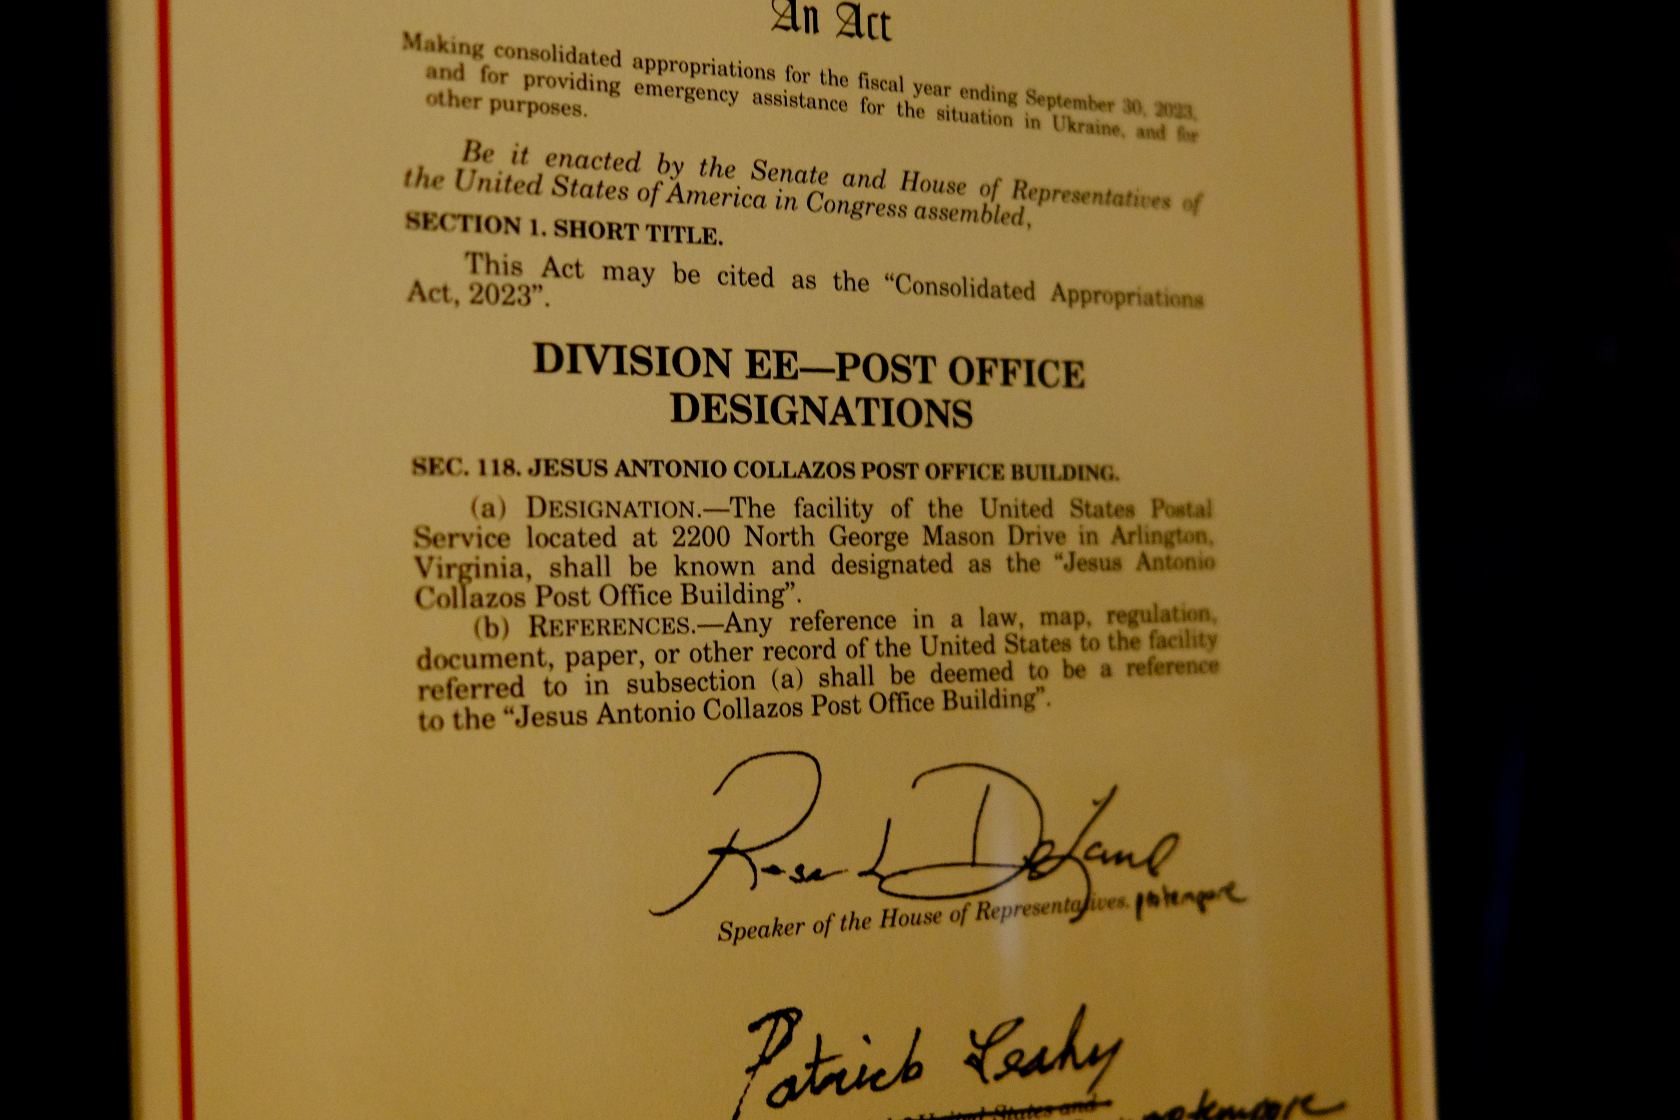 An Act
Making consolidated appropriations for the fiscal year ending September 30, 2023,
and for providing emergency assistance for the situation in Ukraine, and for
other purposes.
Be it enacted by the Senate and House of Representatives of
the United States of America in Congress assembled,
SECTION 1. SHORT TITLE.
This Act may be cited as the “Consolidated Appropriations
Act, 2023”.
DIVISION EE—POST OFFICE
DESIGNATIONS
SEC. 118. JESUS ANTONIO COLLAZOS POST OFFICE BUILDING.
(a) DESIGNATION.—The facility of the United States Postal
Service located at 2200 North George Mason Drive in Arlington,
Virginia, shall be known and designated as the “Jesus Antonio
Collazos Post Office Building”.
(b) REFERENCES.—Any reference in a law, map, regulation,
document, paper, or other record of the United States to the facility
referred to in subsection (a) shall be deemed to be a reference
to the “Jesus Antonio Collazos Post Office Building”.
Rosa L DeLauro
Speaker of the House of Representatives. protempore
Patrick Leahy
United States and protempore